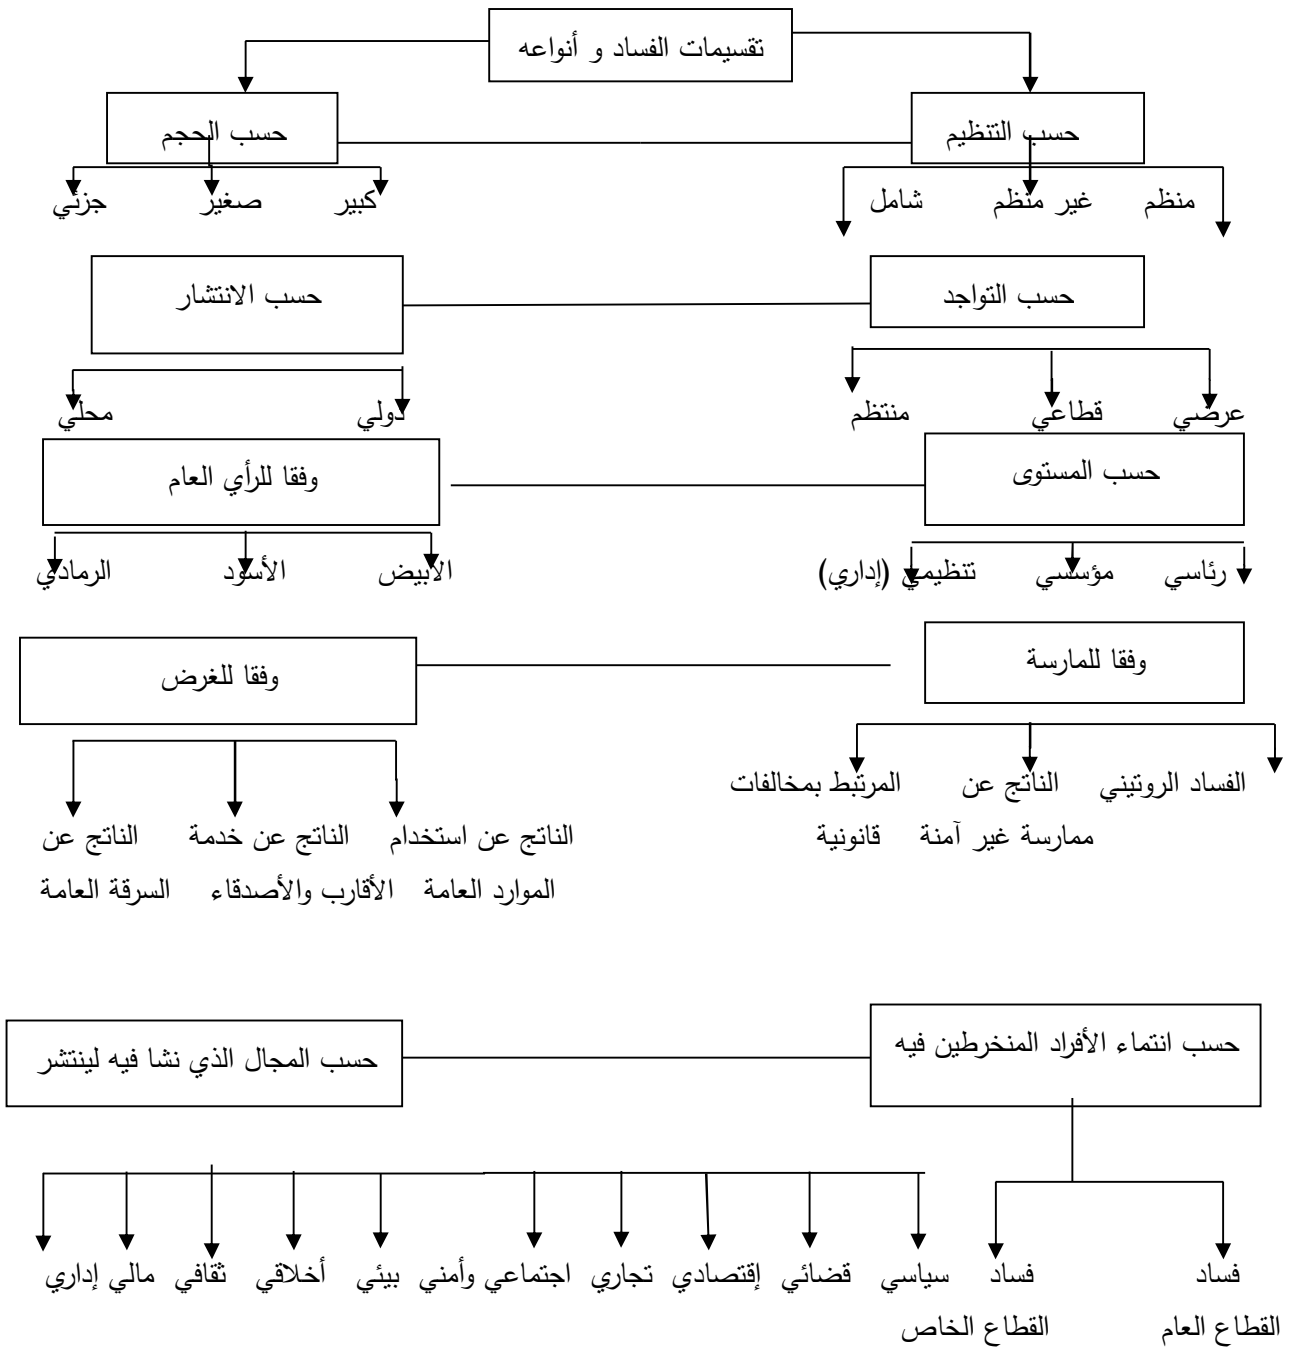 تقسيمات الفساد و أنواعه
حسب التنظيم حسب الحجم
منظم غير منظم شامل كبير صغير جزئي
حسب التواجد حسب الانتشار
عرضي قطاعي منتظم دولي محلي
حسب المستوى وفقا للرأي العام
رئاسي مؤسسي تنظيمي (إداري) الابيض الأسود الرمادي
وفقا للمارسة وفقا للغرض
الفساد الروتيني الناتج عن المرتبط بمخالفات
ممارسة غير آمنة قانونية
الناتج عن استخدام الناتج عن خدمة الناتج عن
الموارد العامة الأقارب والأصدقاء السرقة العامة
حسب انتماء الأفراد المنخرطين فيه حسب المجال الذي نشا فيه لينتشر
فساد فساد سياسي قضائي إقتصادي تجاري اجتماعي وأمني بيئي أخلاقي ثقافي مالي إداري
القطاع العام القطاع الخاص